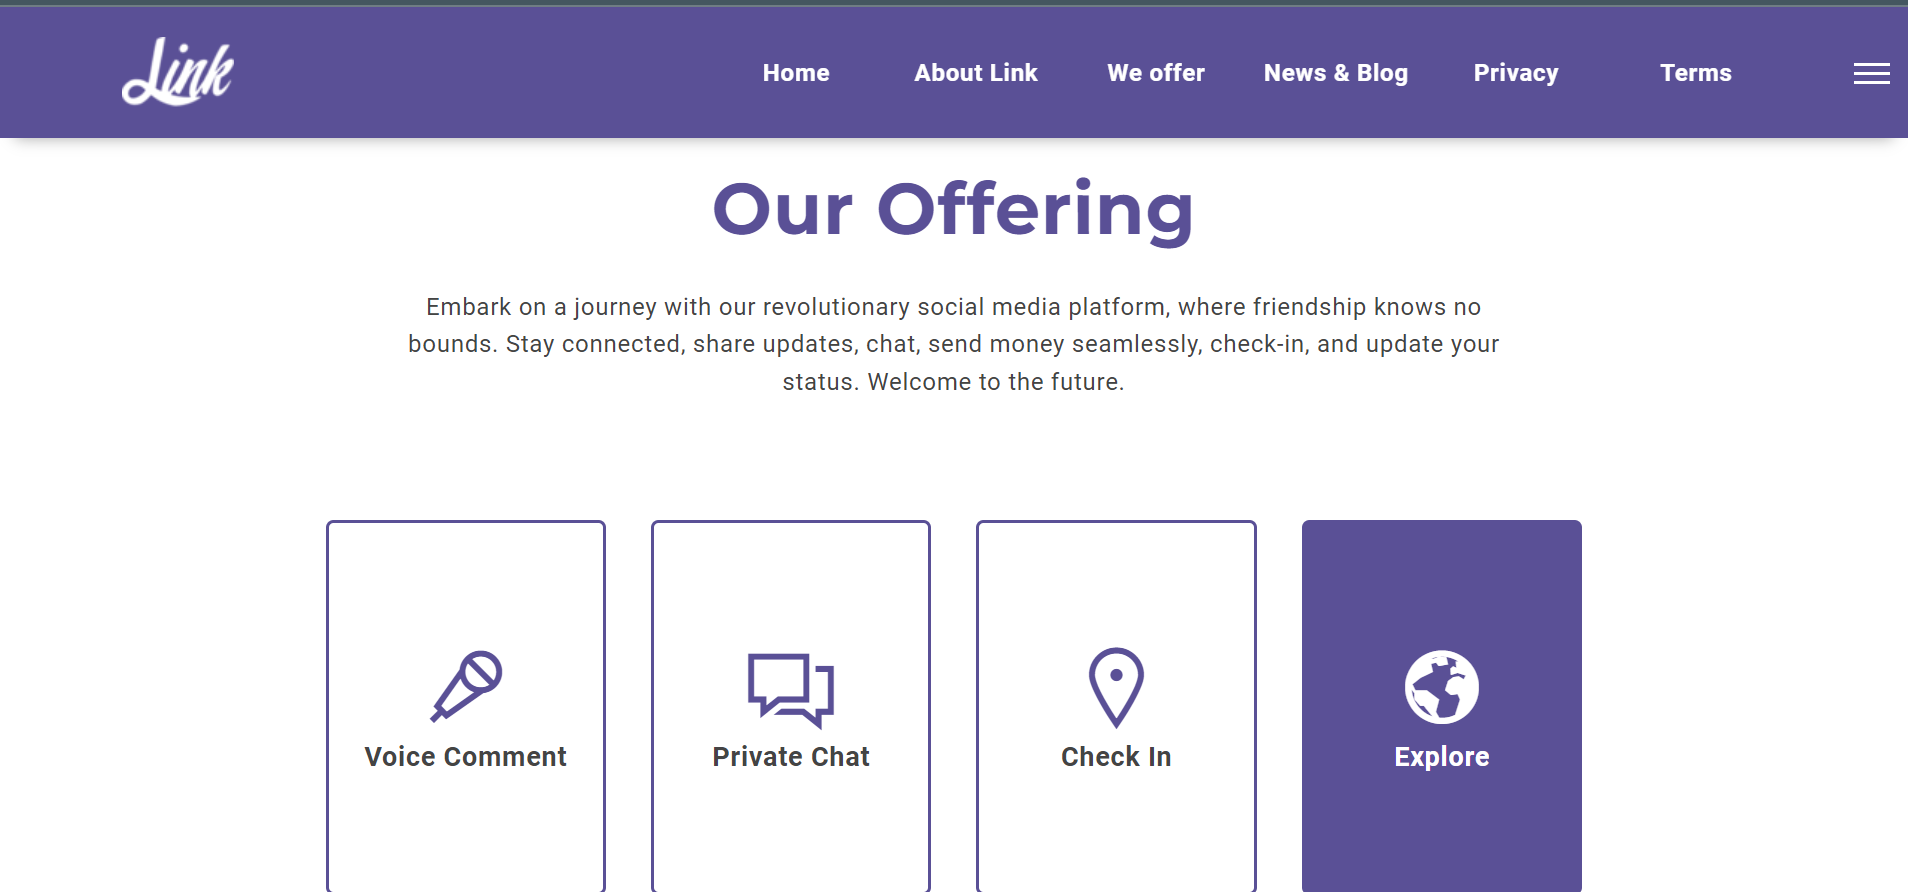 Link
Home About Link We offer News & Blog Privacy Terms
Our Offering
Embark on a journey with our revolutionary social media platform, where friendship knows no
bounds. Stay connected, share updates, chat, send money seamlessly, check-in, and update your
status. Welcome to the future.
Voice Comment
Private Chat
Check In
Explore